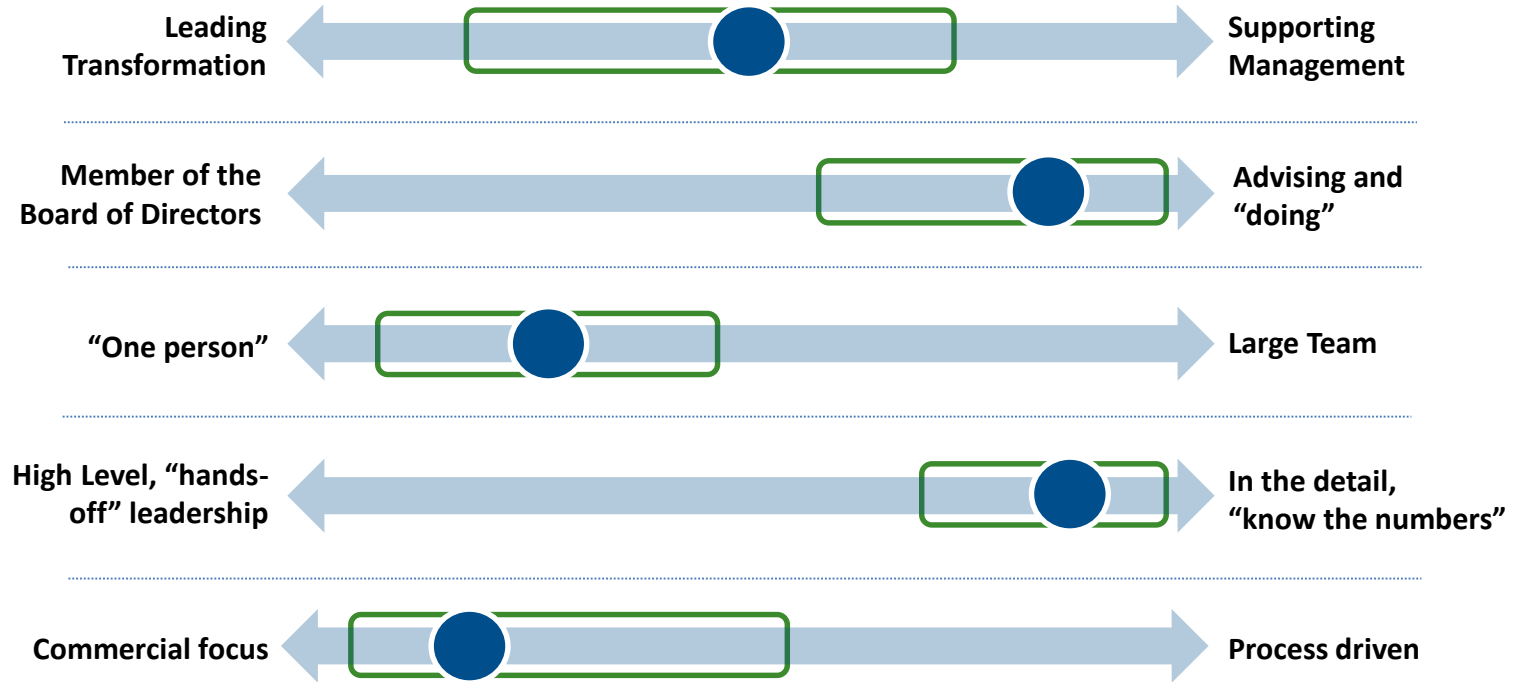 Leading
Transformation
Supporting
Management
Member of the
Board of Directors
Advising and
“doing”
“One person”
Large Team
High Level, “hands-
off” leadership
In the detail,
“know the numbers”
Commercial focus
Process driven